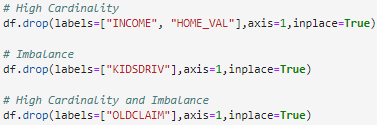 # High Cardinality
df.drop(labels=["INCOME", "HOME_VAL"],axis=1,inplace=True)
# Imbalance
df.drop(labels=["KIDSDRIV"],axis=1,inplace=True)
# High Cardinality and Imbalance
df.drop(labels=["OLDCLAIM"],axis=1,inplace=True)